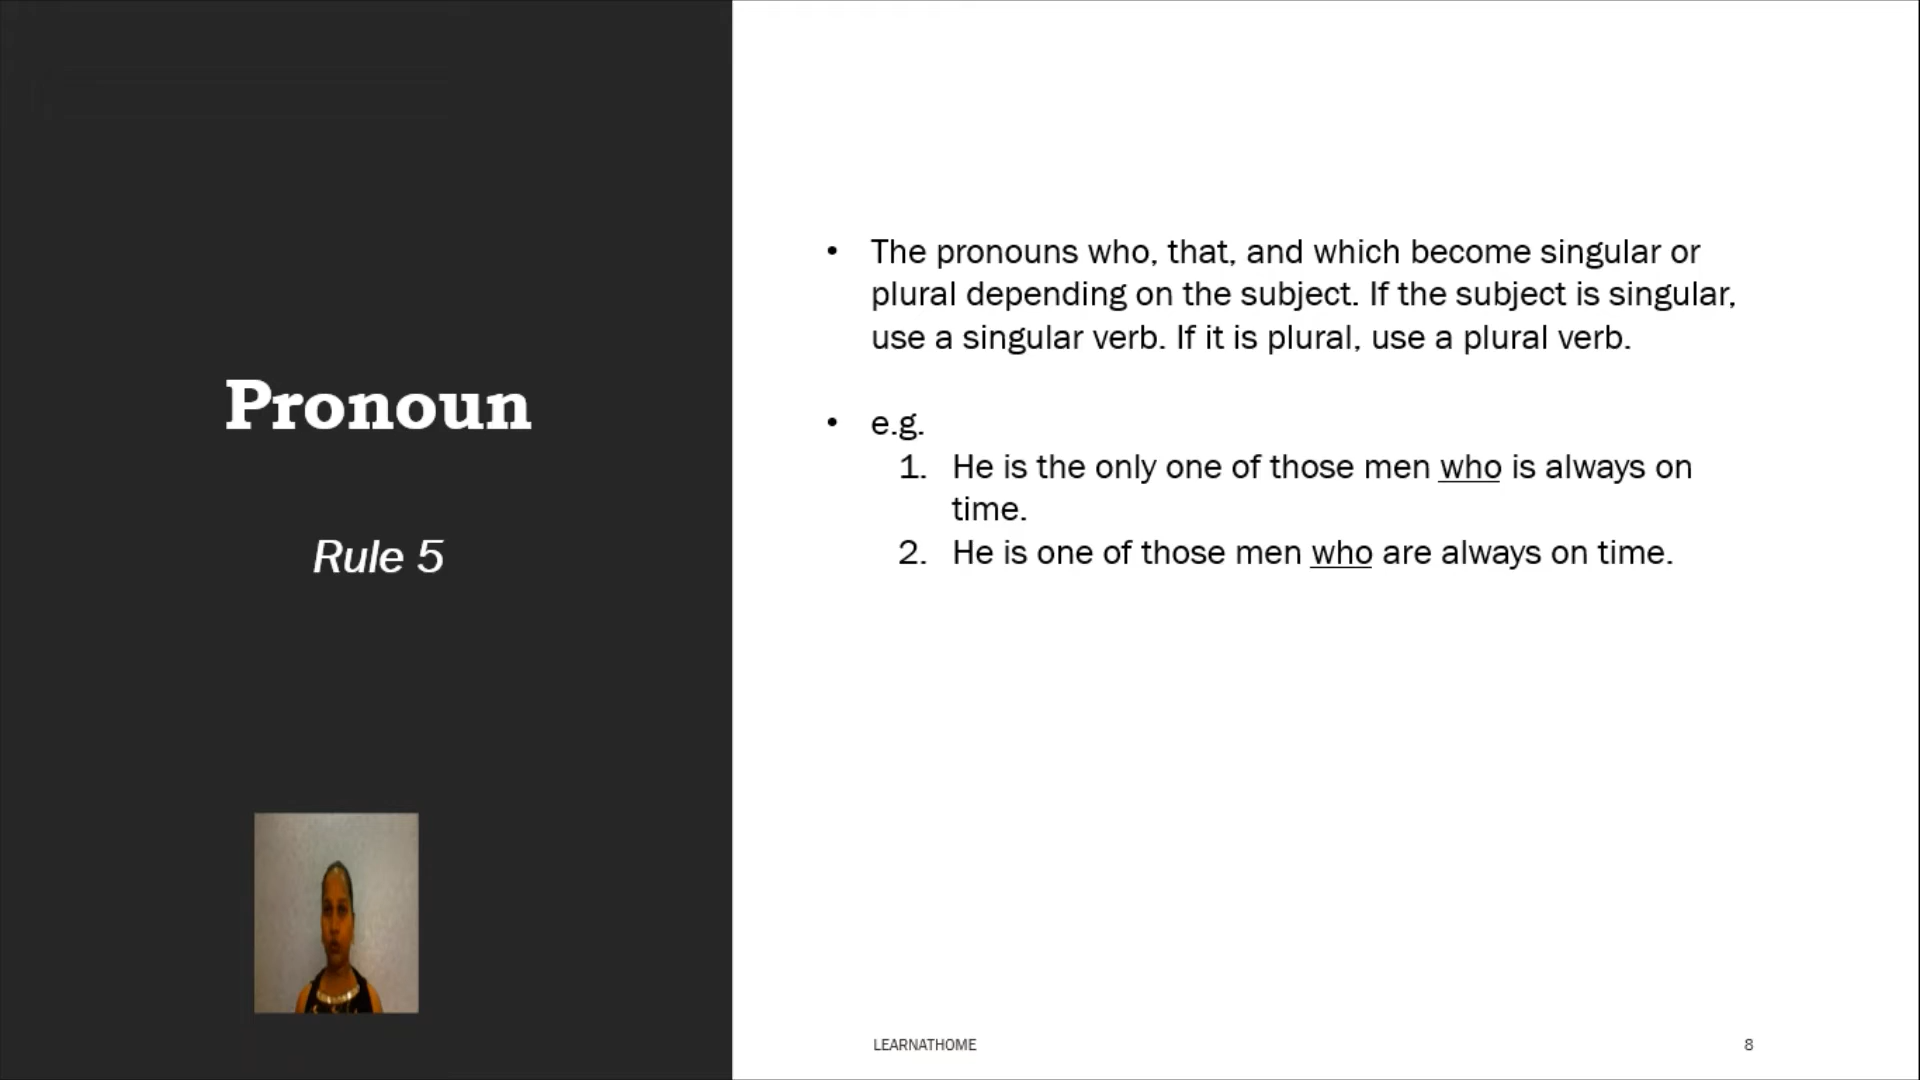 Pronoun
Rule 5
• The pronouns who, that, and which become singular or
plural depending on the subject. If the subject is singular,
use a singular verb. If it is plural, use a plural verb.
• e.g.
1. He is the only one of those men who is always on
time.
2. He is one of those men who are always on time.
LEARNATHOME
8